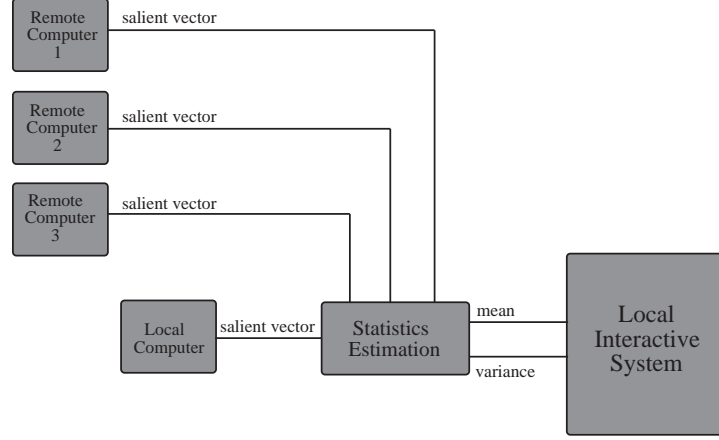 Remote
Computer
1
salient vector
Remote
Computer
2
salient vector
Remote
Computer
3
salient vector
Local
Computer
salient vector
Statistics
Estimation
mean
variance
Local
Interactive
System